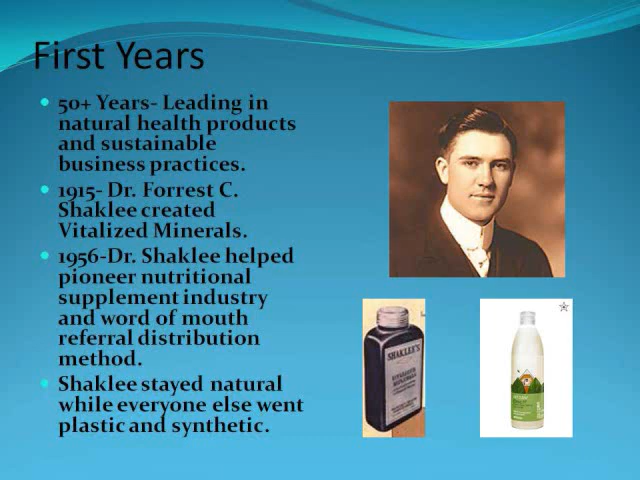 First Years
50+ Years- Leading in
natural health products
and sustainable
business practices.
1915- Dr. Forrest C.
Shaklee created
Vitalized Minerals.
1956-Dr. Shaklee helped
pioneer nutritional
supplement industry
and word of mouth
referral distribution
method.
Shaklee stayed natural
while everyone else went
plastic and synthetic.
SHAKLEE'S